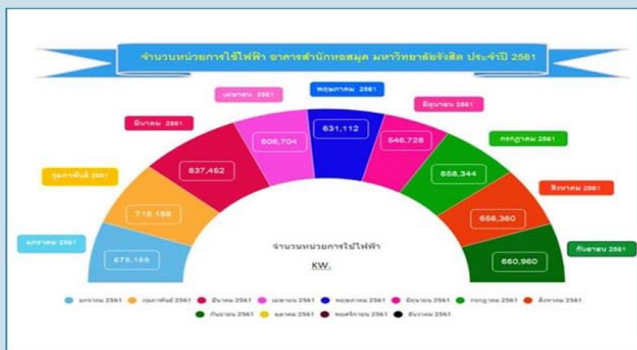 จำนวนหน่วยการใช้ไฟฟ้า อาคารสำนักหอสมุด มหาวิทยาลัยรังสิต ประจำปี 2561
พฤษภาคม 2561
เมษายน 2561
มิถุนายน 2561
มีนาคม 2561
กรกฎาคม 2561
กุมภาพันธ์ 2561
สิงหาคม 2561
มกราคม 2561
กันยายน 2561
631,112
837,452
658,344
656,360
660,960
จำนวนหน่วยการใช้ไฟฟ้า
KW.
มกราคม 2561 กุมภาพันธ์ 2561 มีนาคม 2561 เมษายน 2561 พฤษภาคม 2561 มิถุนายน 2561 กรกฎาคม 2561 สิงหาคม 2561
กันยายน 2561 ตุลาคม 2561 พฤศจิกายน 2561 ธันวาคม 2561